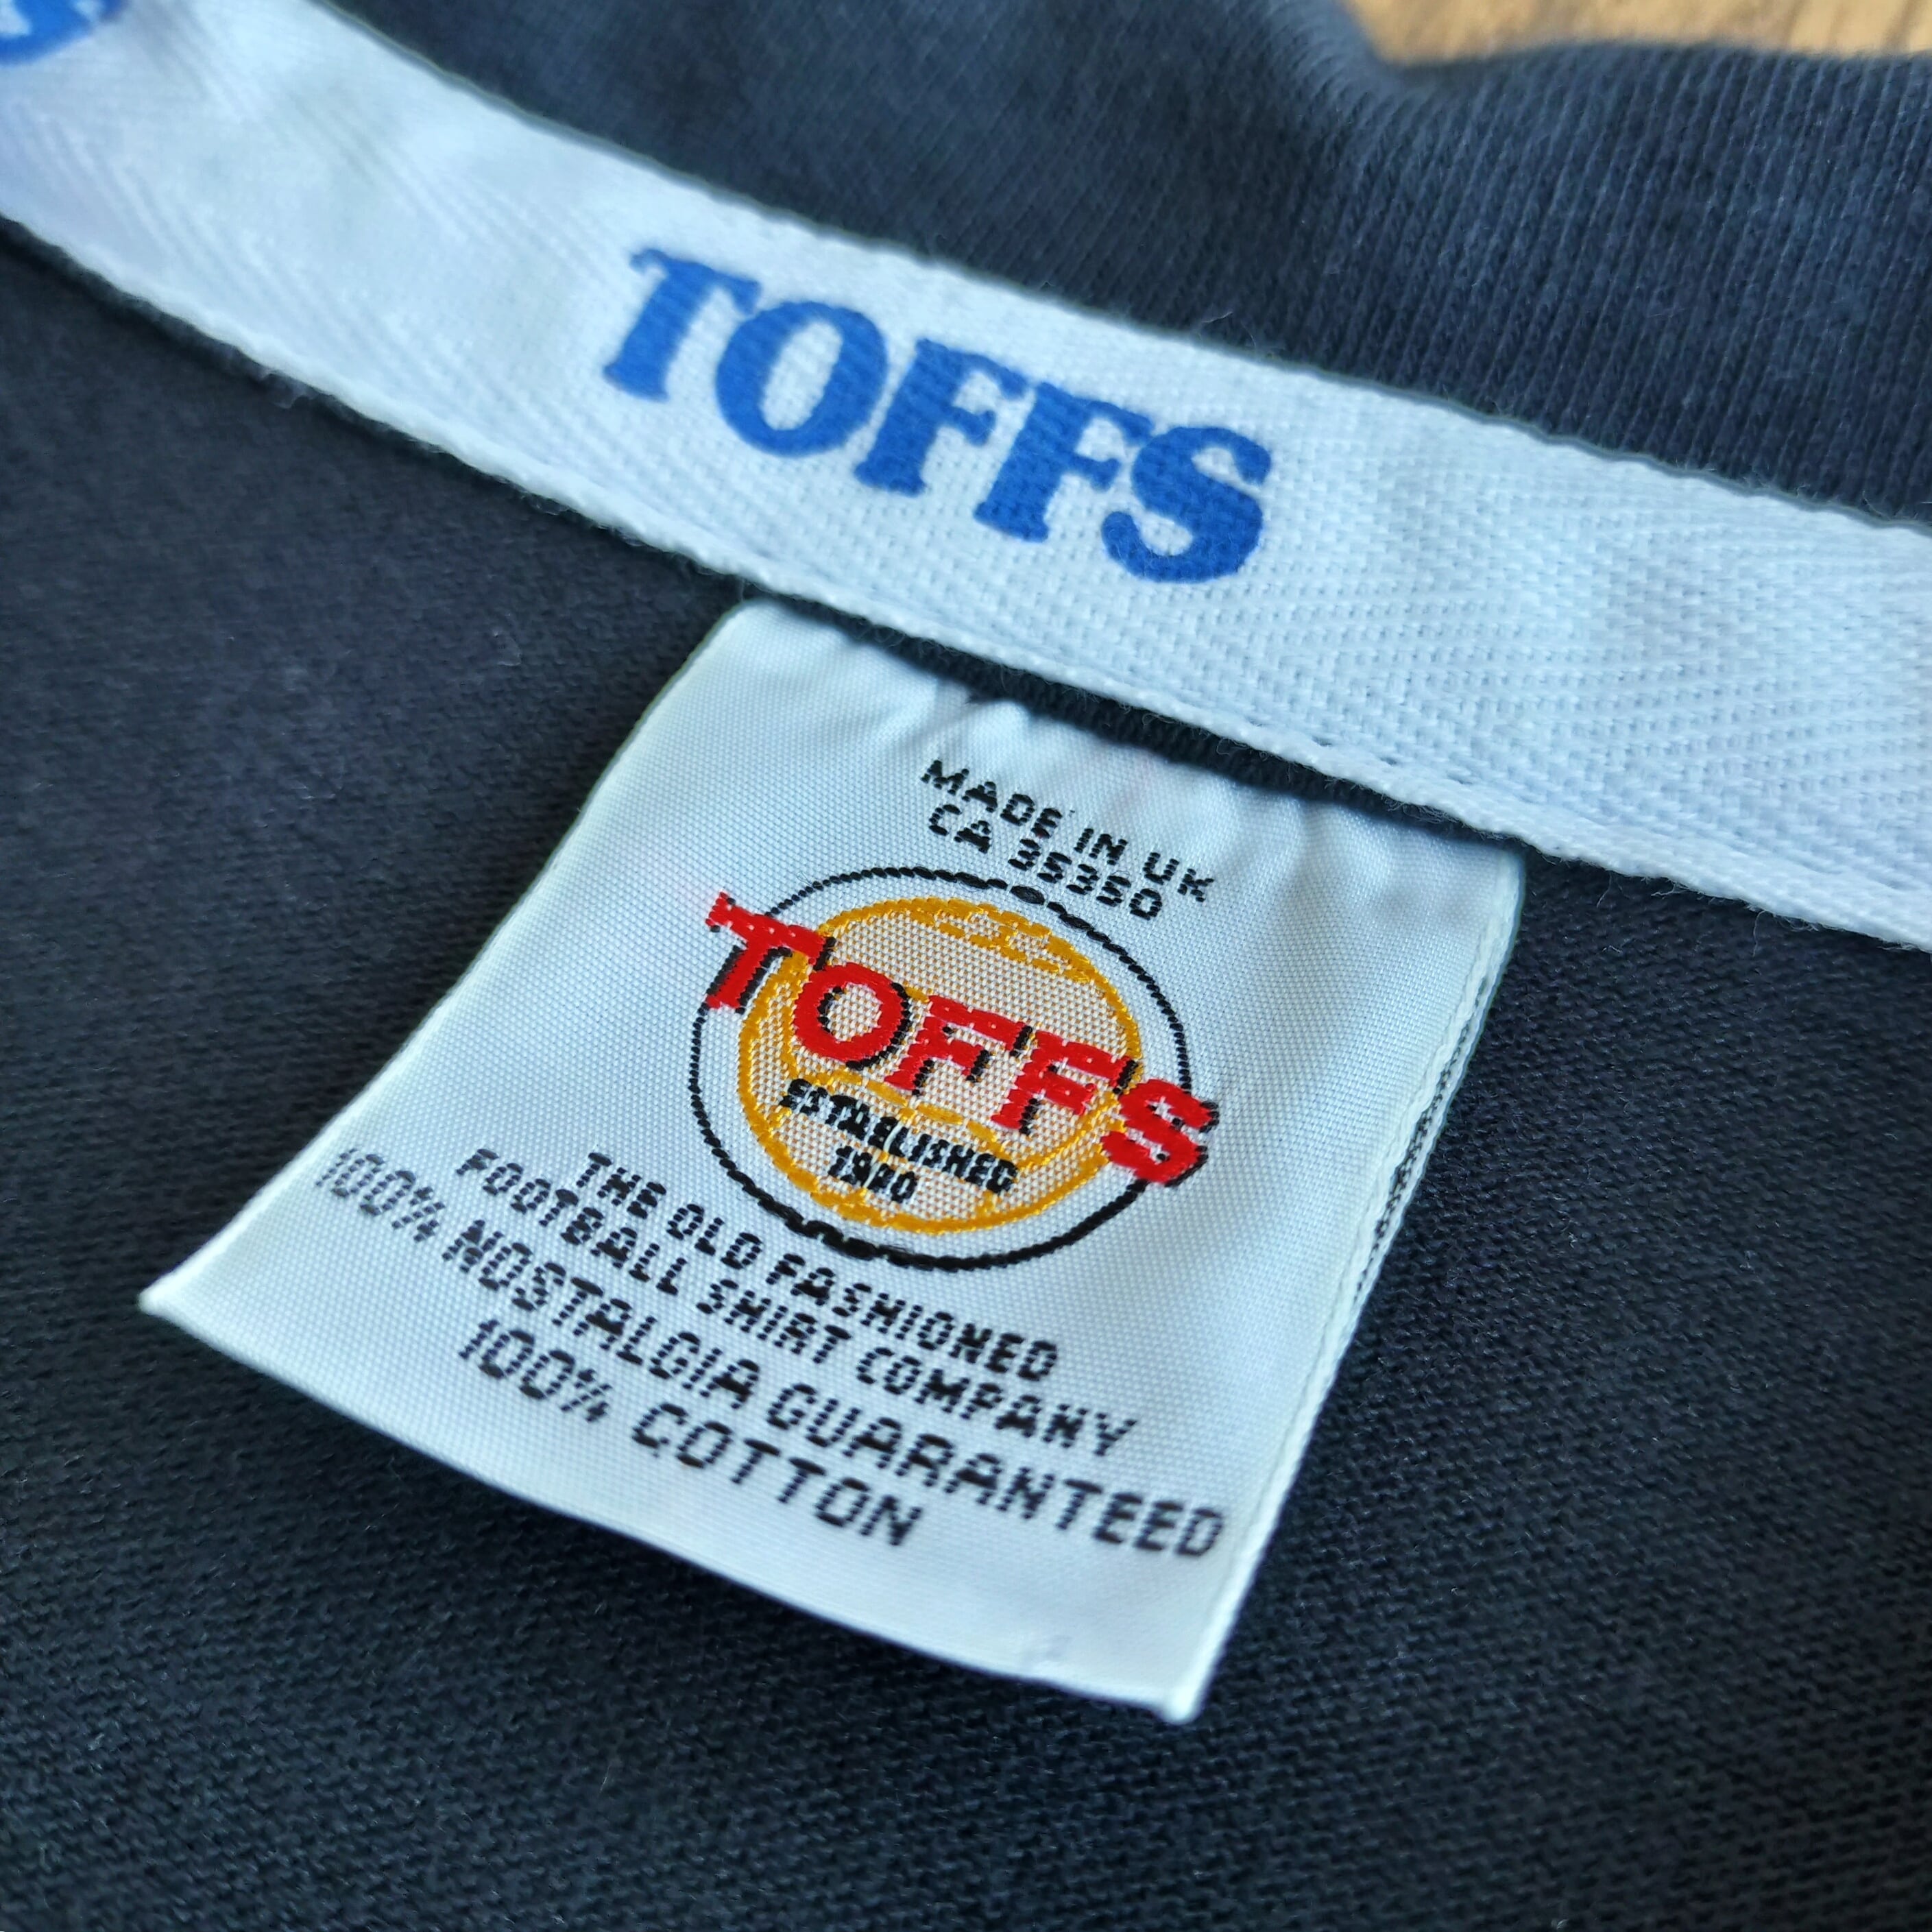 TOFFS
MADE IN UK
CA 35350
TOFFS
ESTABLISHED
1990
THE OLD FASHIONED
FOOTBALL SHIRT COMPANY
100% NOSTALGIA GUARANTEED
100% COTTON